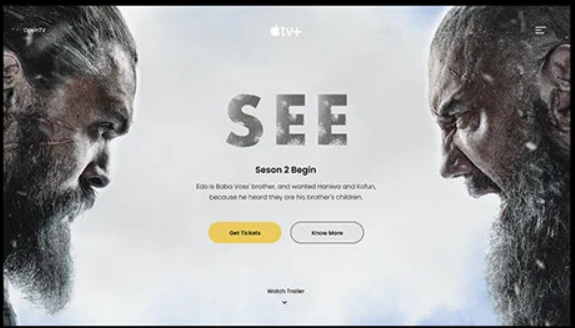 OpenTV
tv+
SEE
Seson 2 Begin
Edo is Baba Voss' brother, and wanted Haniwa and Kofun,
because he heard they are his brother's children.
Get Tickets
Know More
Watch Trailer